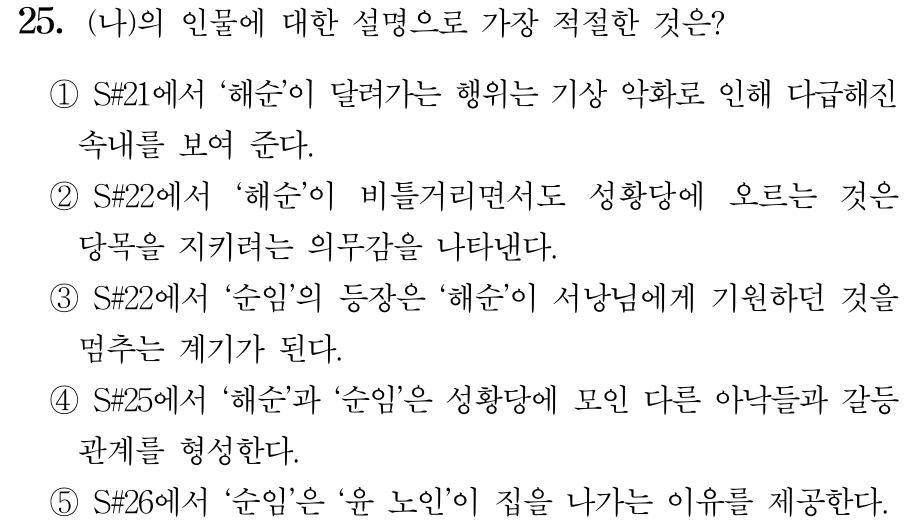 25. (나)의 인물에 대한 설명으로 가장 적절한 것은?
① S#21에서 ‘해순’이 달려가는 행위는 기상 악화로 인해 다급해진
속내를 보여 준다.
② S#22에서 ‘해순’이 비틀거리면서도 성황당에 오르는 것은
당목을 지키려는 의무감을 나타낸다.
③ S#22에서 ‘순임’의 등장은 ‘해순’이 서낭님에게 기원하던 것을
멈추는 계기가 된다.
④ S#25에서 ‘해순’과 ‘순임’은 성황당에 모인 다른 아낙들과 갈등
관계를 형성한다.
⑤ S#26에서 ‘순임’은 ‘윤 노인’이 집을 나가는 이유를 제공한다.